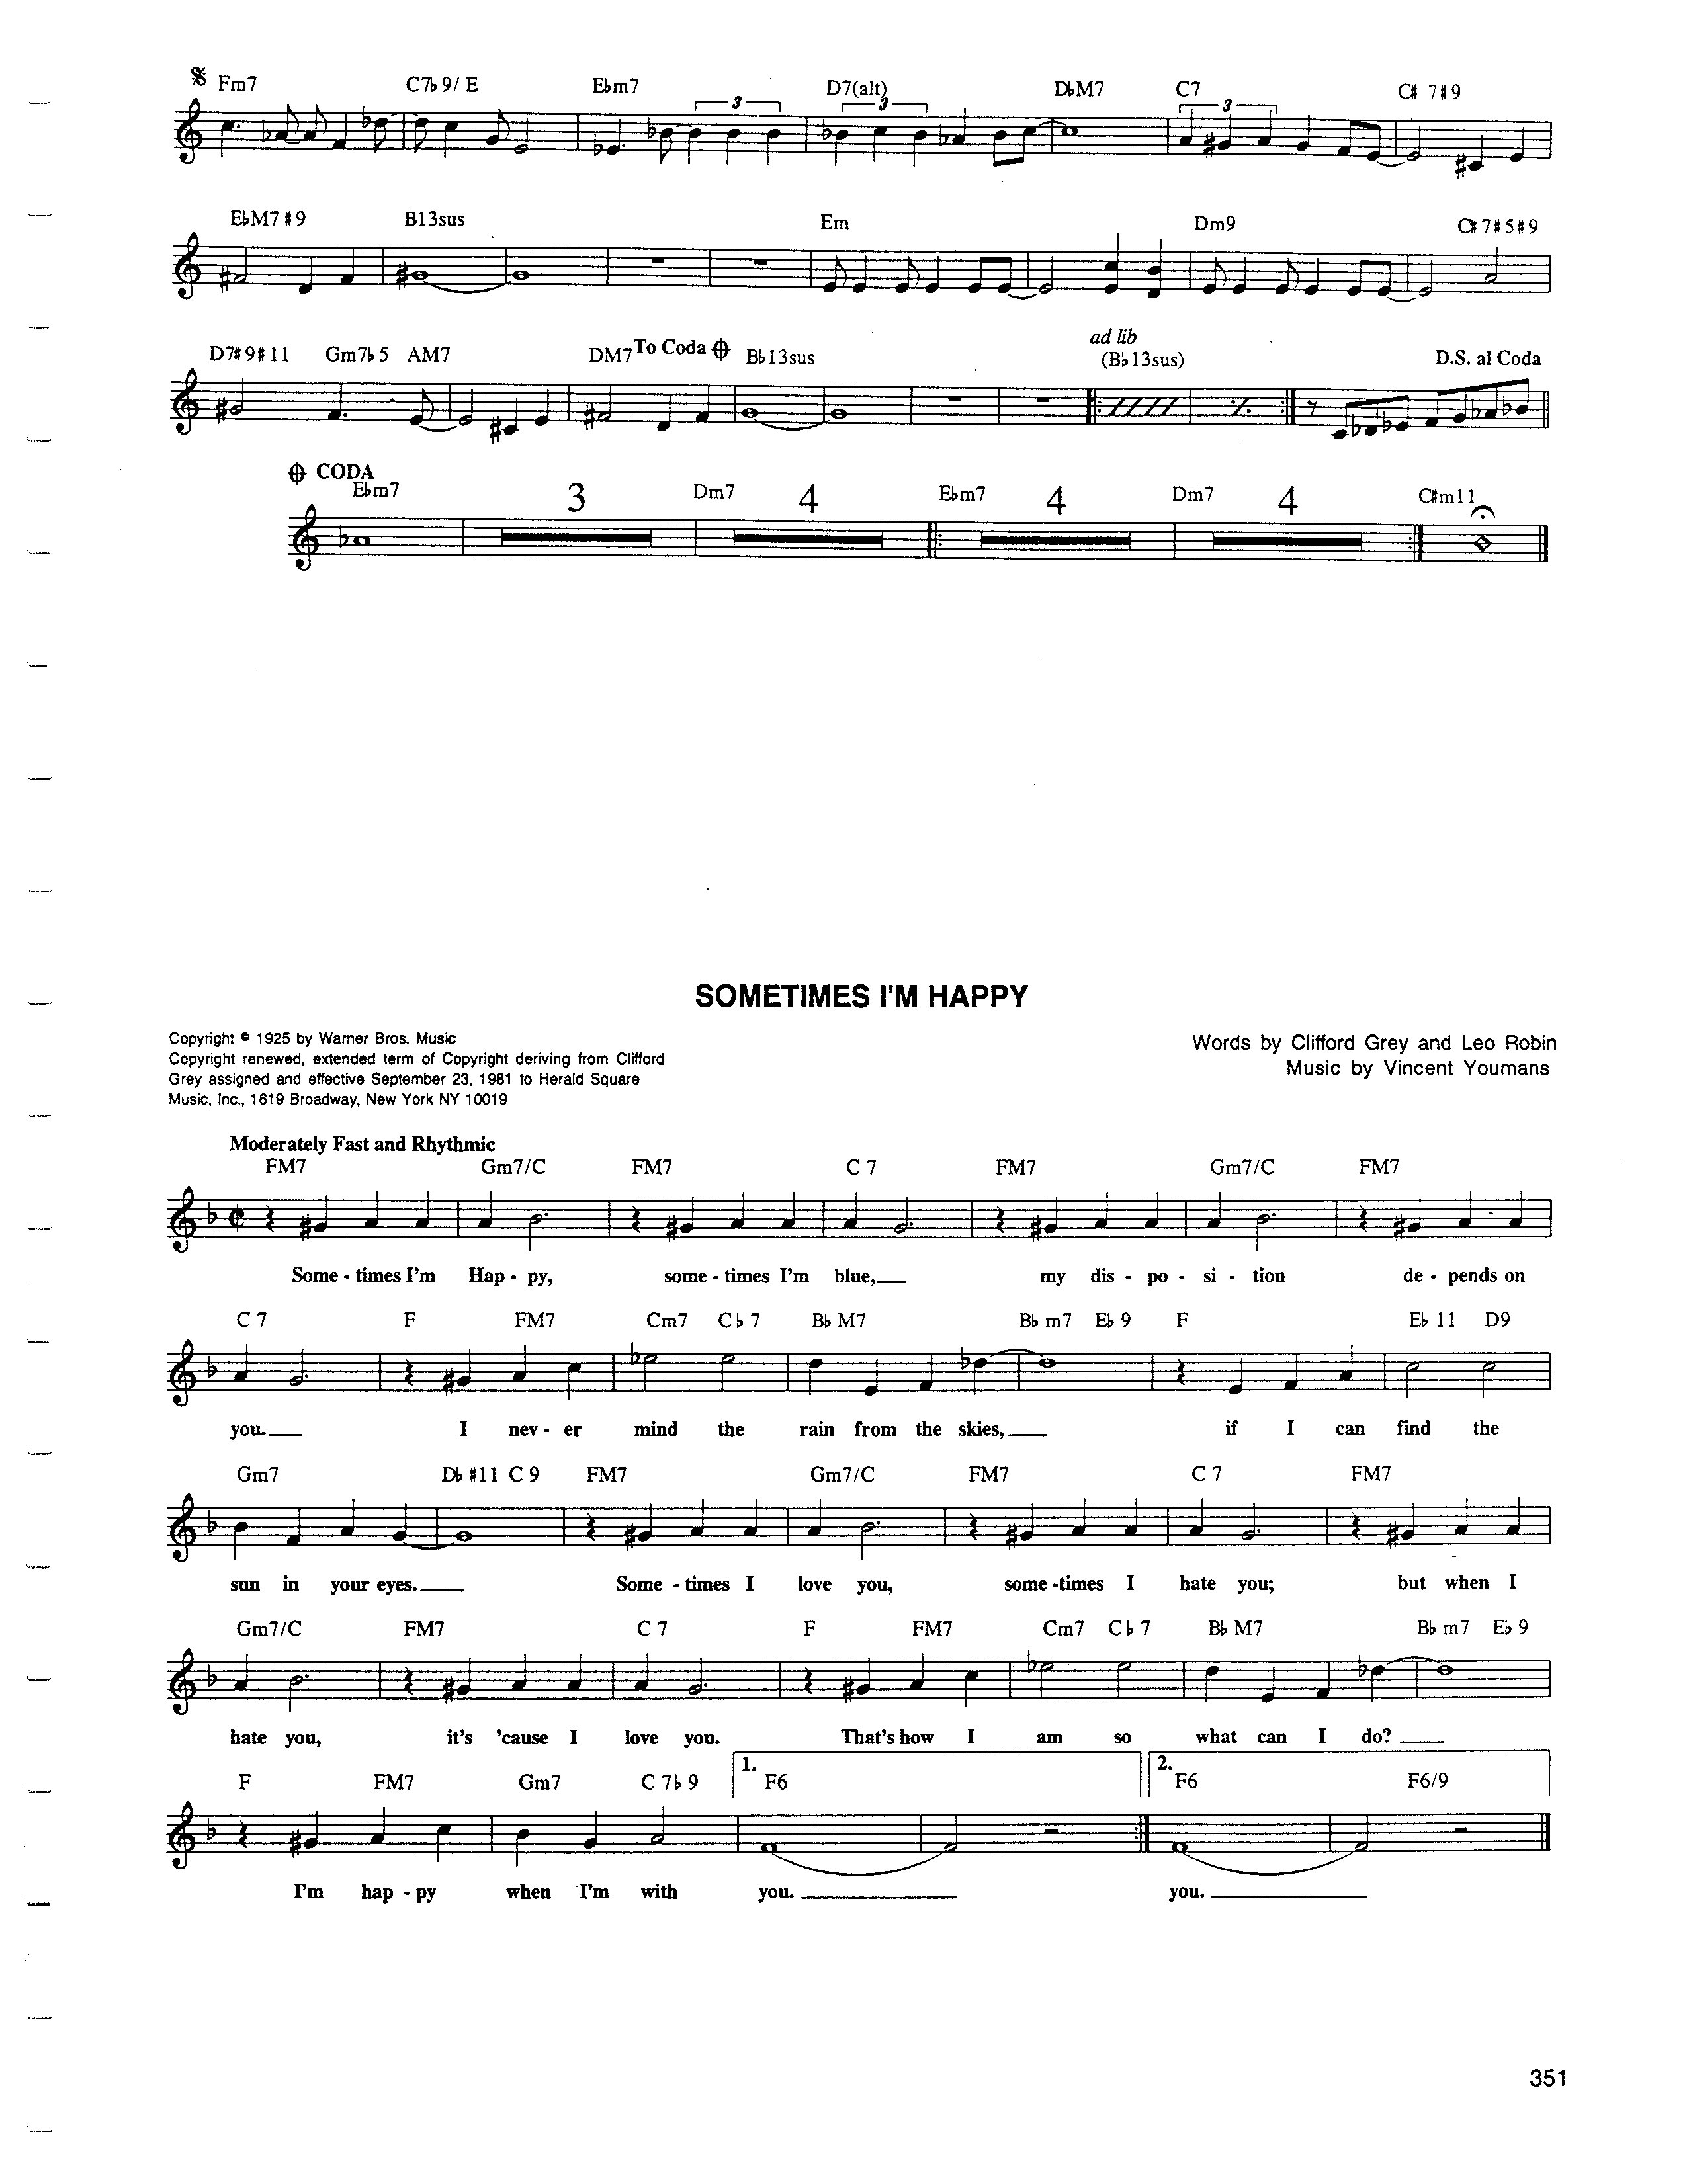 Fm7 C7♭9/ E E♭m7 3 D7(alt) 3 D♭M7 C7 3 C♯ 7♯9
E♭M7 ♯9 B13sus Em Dm9 C♯7♯5♯9
D7♯9♯11 Gm7♭5 AM7 DM7 To Coda B♭13sus ad lib (B♭13sus) D.S. al Coda
CODA
E♭m7 3 Dm7 4 E♭m7 4 Dm7 4 C♯m11
SOMETIMES I'M HAPPY
Copyright © 1925 by Warner Bros. Music
Copyright renewed, extended term of Copyright deriving from Clifford
Grey assigned and effective September 23, 1981 to Herald Square
Music, Inc., 1619 Broadway, New York NY 10019
Words by Clifford Grey and Leo Robin
Music by Vincent Youmans
Moderately Fast and Rhythmic
FM7 Gm7/C FM7 C 7 FM7 Gm7/C FM7
Some - times I'm Hap - py, some - times I'm blue, my dis - po - si - tion de - pends on
C 7 F FM7 Cm7 C♭7 B♭ M7 B♭ m7 E♭ 9 F E♭ 11 D9
you. I nev - er mind the rain from the skies, if I can find the
Gm7 D♭ ♯11 C 9 FM7 Gm7/C FM7 C 7 FM7
sun in your eyes. Some - times I love you, some -times I hate you; but when I
Gm7/C FM7 C 7 F FM7 Cm7 C♭7 B♭ M7 B♭ m7 E♭ 9
hate you, it's 'cause I love you. That's how I am so what can I do?
F FM7 Gm7 C 7♭ 9 1. F6 2. F6 F6/9
I'm hap - py when I'm with you. you.
351